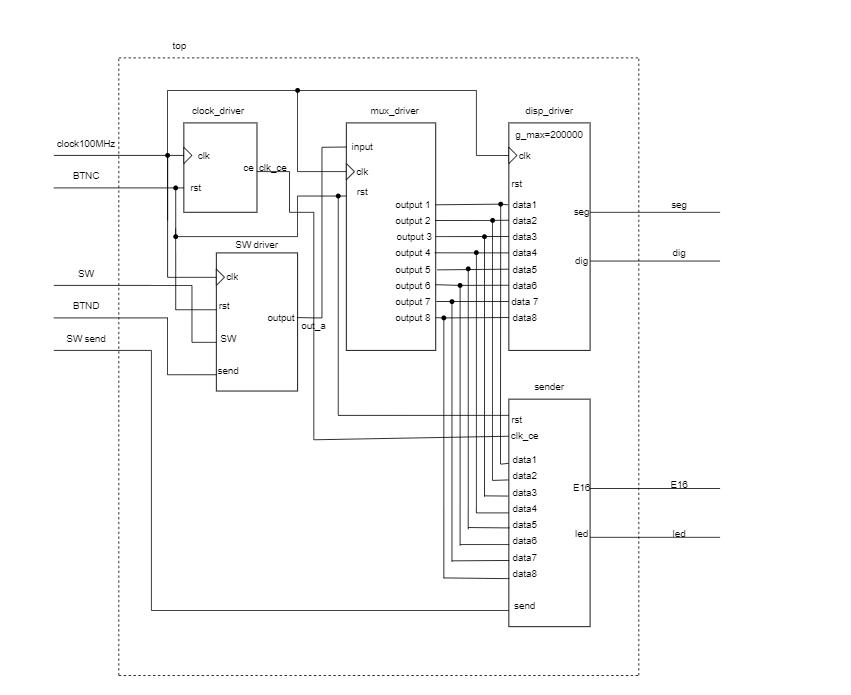 top
clock_driver
mux_driver
disp_driver
g_max=200000
clock100MHz
clk
input
clk
ce
clk_ce
clk
BTNC
rst
rst
rst
output 1
data1
seg
seg
output 2
data2
output 3
data3
SW driver
output 4
data4
dig
dig
output 5
data5
SW
clk
output 6
data6
output 7
data 7
BTND
rst
output
out_a
output 8
data8
SW send
SW
send
sender
rst
clk_ce
data1
data2
data3
E16
E16
data4
data5
led
led
data6
data7
data8
send